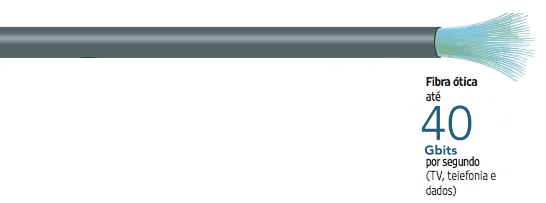 Fibra ótica
até
40
Gbits
por segundo
(TV, telefonia e
dados)